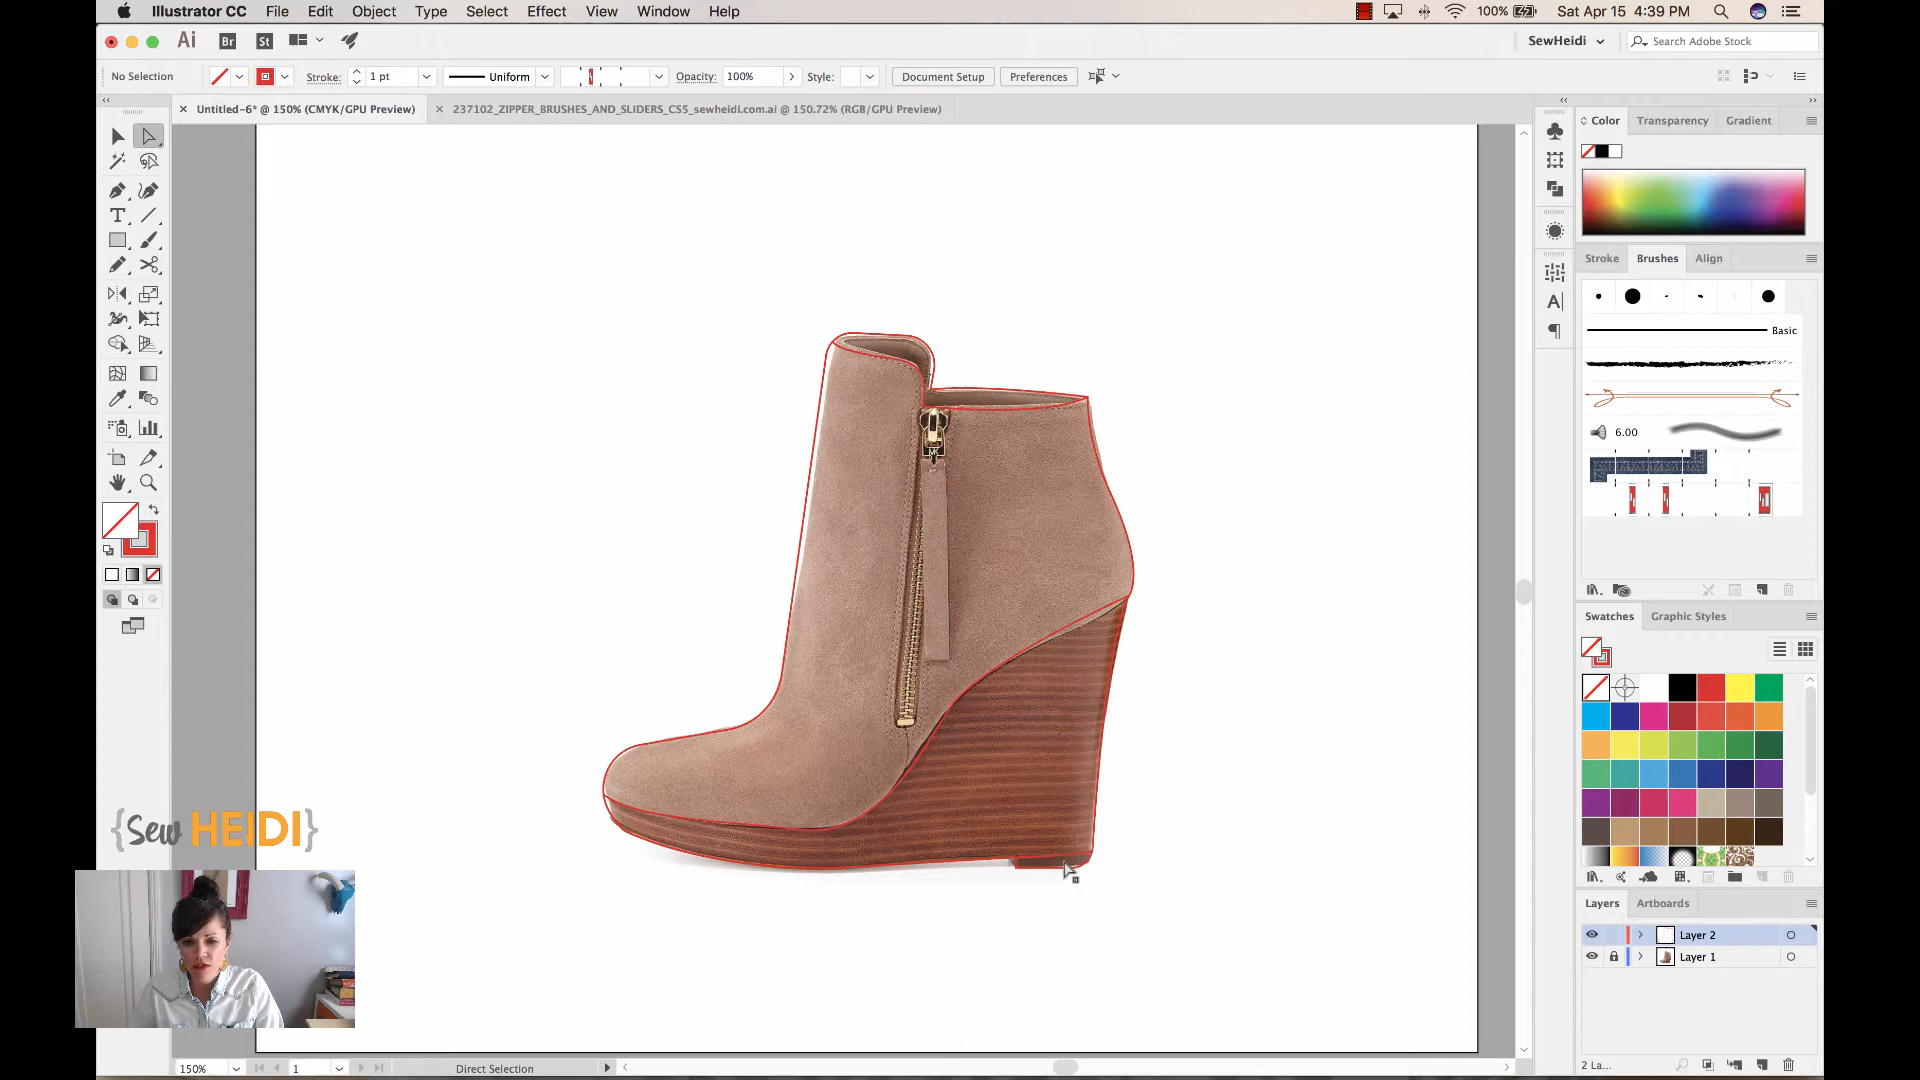 Illustrator CC File Edit Object Type Select Effect View Window Help 100% Sat Apr 15 4:39 PM
Ai Br St SewHeidi Search Adobe Stock
No Selection Stroke: 1 pt Uniform Opacity: 100% Style: Document Setup Preferences
Untitled-6* @ 150% (CMYK/GPU Preview) 237102_ZIPPER_BRUSHES_AND_SLIDERS_CS5_sewheidi.com.ai @ 150.72% (RGB/GPU Preview)
Color Transparency Gradient
Stroke Brushes Align
Basic
6.00
MK
Swatches Graphic Styles
{Sew HEIDI}
Layers Artboards
Layer 2
Layer 1
2 La...
150% 1 Direct Selection